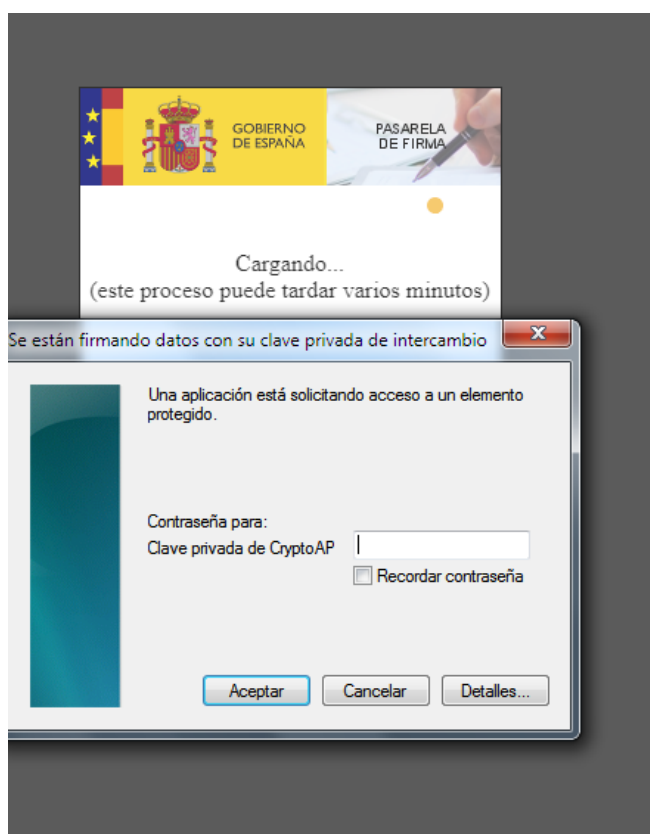 GOBIERNO
DE ESPAÑA
PASARELA
DE FIRMA
Cargando...
(este proceso puede tardar varios minutos)
Se están firmando datos con su clave privada de intercambio
Una aplicación está solicitando acceso a un elemento
protegido.
Contraseña para:
Clave privada de CryptoAP
Recordar contraseña
Aceptar
Cancelar
Detalles...